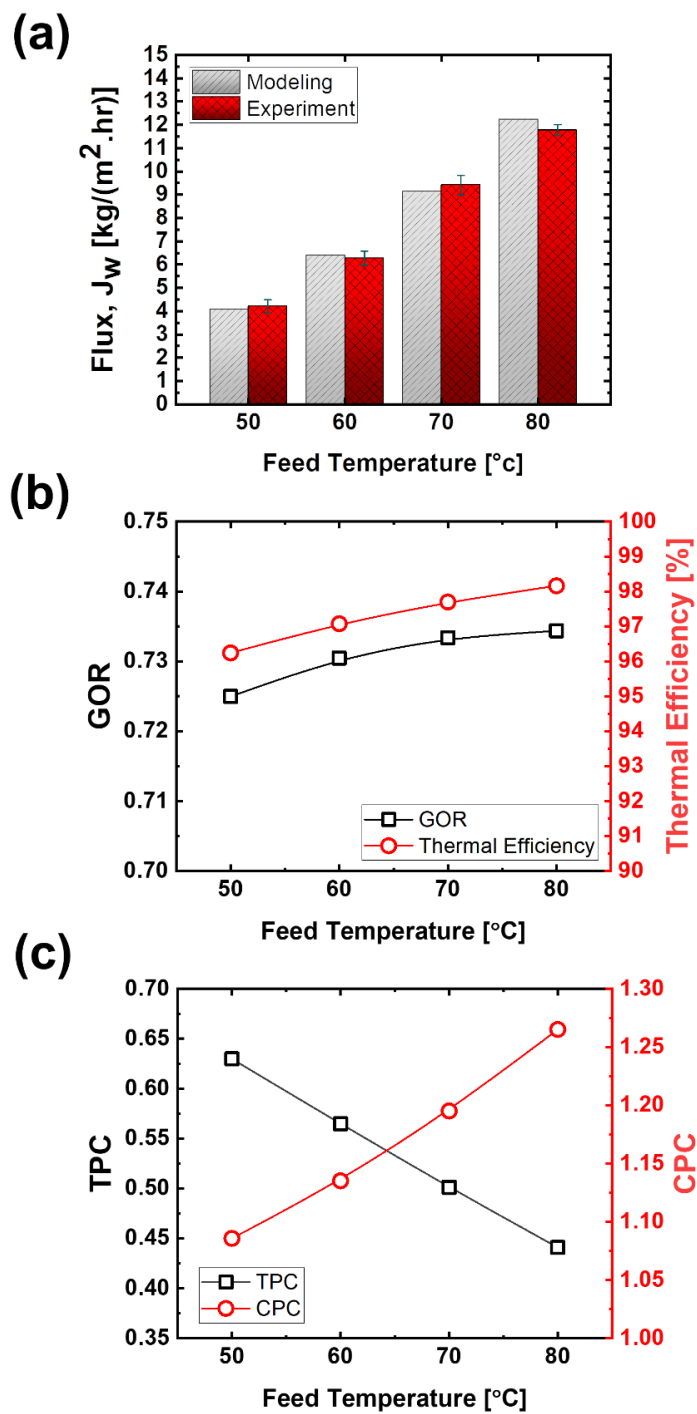 (a)
15
14
13
12
11
10
9
8
7
6
5
4
3
2
1
0
Flux, J_w [kg/(m².hr)]
Modeling
Experiment
50 60 70 80
Feed Temperature [°c]
(b)
0.75
0.74
0.73
0.72
0.71
0.70
GOR
100
99
98
97
96
95
94
93
92
91
90
Thermal Efficiency [%]
GOR
Thermal Efficiency
50 60 70 80
Feed Temperature [°C]
(c)
0.70
0.65
0.60
0.55
0.50
0.45
0.40
0.35
TPC
1.30
1.25
1.20
1.15
1.10
1.05
1.00
CPC
TPC
CPC
50 60 70 80
Feed Temperature [°C]